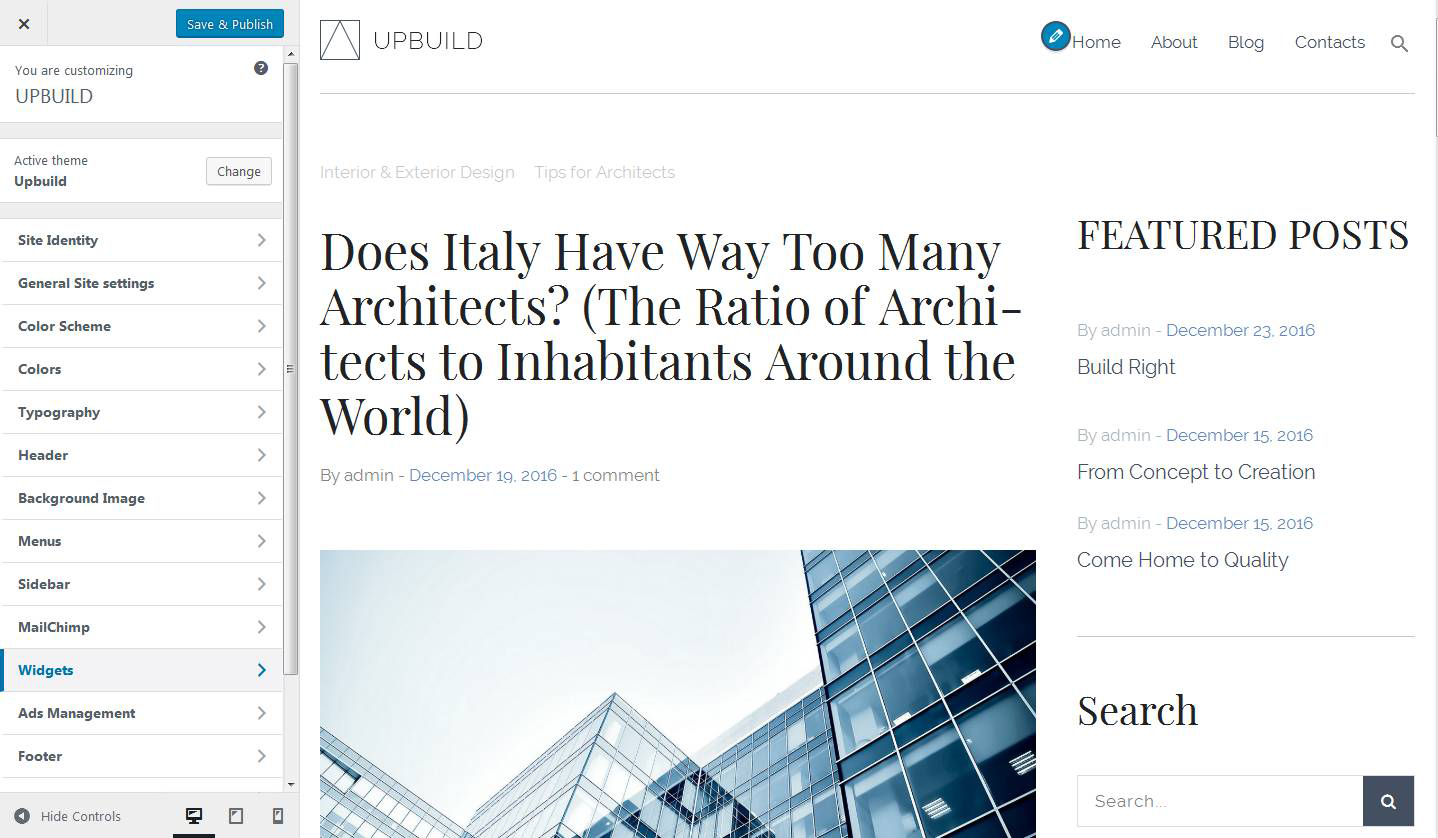 Save & Publish
You are customizing
UPBUILD
Active theme
Upbuild
Change
Site Identity
General Site settings
Color Scheme
Colors
Typography
Header
Background Image
Menus
Sidebar
MailChimp
Widgets
Ads Management
Footer
Hide Controls
UPBUILD
Home About Blog Contacts
Interior & Exterior Design Tips for Architects
Does Italy Have Way Too Many
Architects? (The Ratio of Archi-
tects to Inhabitants Around the
World)
By admin - December 19, 2016 - 1 comment
FEATURED POSTS
By admin - December 23, 2016
Build Right
By admin - December 15, 2016
From Concept to Creation
By admin - December 15, 2016
Come Home to Quality
Search
Search...